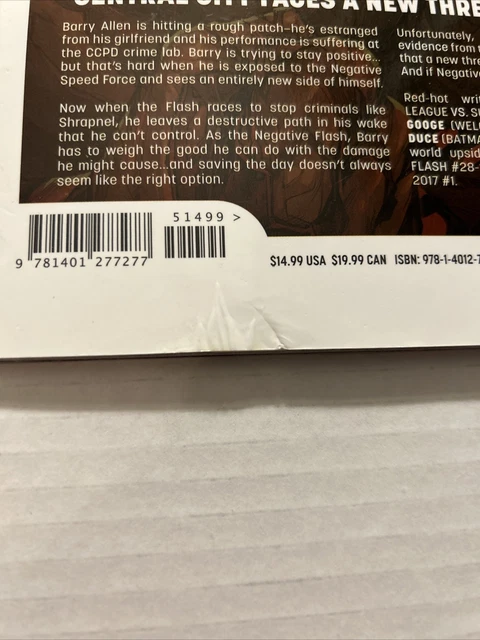 CENTRAL CITY FACES A NEW THRE
Barry Allen is hitting a rough patch–he's estranged
from his girlfriend and his performance is suffering at
the CCPD crime lab. Barry is trying to stay positive...
but that's hard when he is exposed to the Negative
Speed Force and sees an entirely new side of himself.
Now when the Flash races to stop criminals like
Shrapnel, he leaves a destructive path in his wake
that he can't control. As the Negative Flash, Barry
has to weigh the good he can do with the damage
he might cause...and saving the day doesn't always
seem like the right option.
Unfortunately,
evidence from
that a new thre
And if Negativ
Red-hot writ
LEAGUE VS. S
GOOGE (WEL
DUCE (BATMA
world upsid
FLASH #28-
2017 #1.
51499 >
9 781401 277277
$14.99 USA $19.99 CAN ISBN: 978-1-4012-7